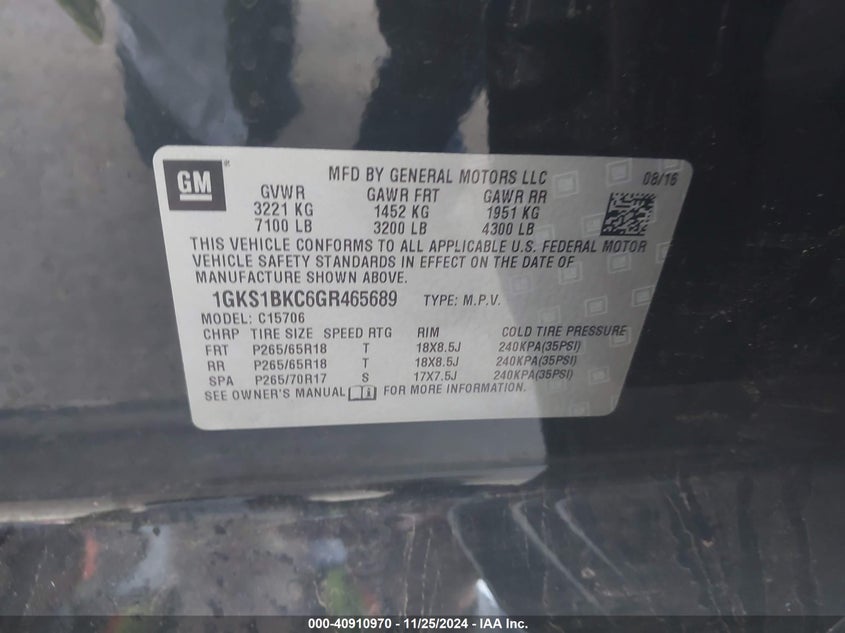 GM
MFD BY GENERAL MOTORS LLC 08/16
GVWR GAWR FRT GAWR RR
3221 KG 1452 KG 1951 KG
7100 LB 3200 LB 4300 LB
THIS VEHICLE CONFORMS TO ALL APPLICABLE U.S. FEDERAL MOTOR
VEHICLE SAFETY STANDARDS IN EFFECT ON THE DATE OF
MANUFACTURE SHOWN ABOVE.
1GKS1BKC6GR465689 TYPE: M.P.V.
MODEL: C15706
CHRP TIRE SIZE SPEED RTG RIM COLD TIRE PRESSURE
FRT P265/65R18 T 18X8.5J 240KPA(35PSI)
RR P265/65R18 T 18X8.5J 240KPA(35PSI)
SPA P265/70R17 S 17X7.5J 240KPA(35PSI)
SEE OWNER'S MANUAL FOR MORE INFORMATION.
000-40910970 - 11/25/2024 - IAA Inc.